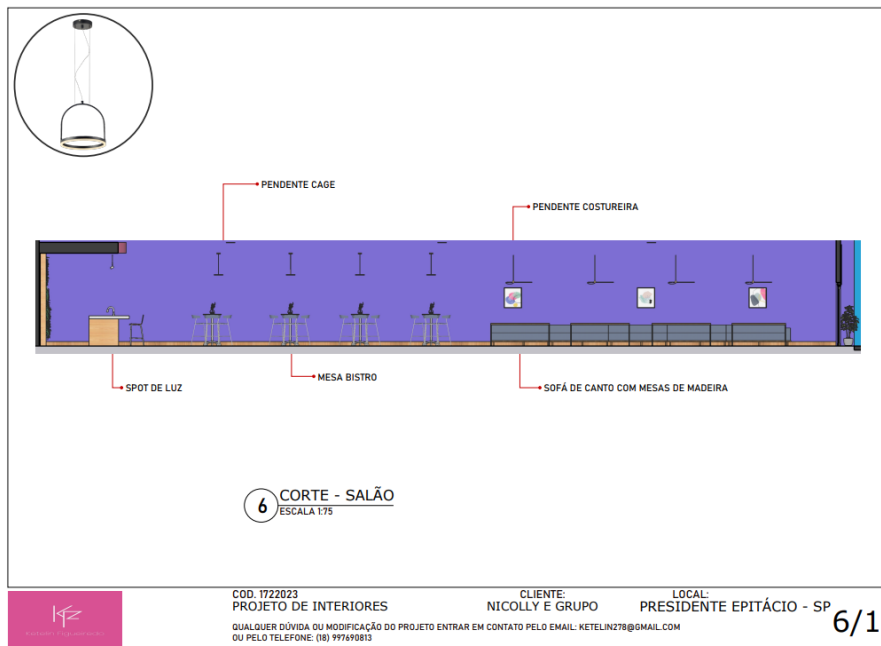 PENDENTE CAGE
PENDENTE COSTUREIRA
SPOT DE LUZ
MESA BISTRO
SOFÁ DE CANTO COM MESAS DE MADEIRA
6
CORTE - SALÃO
ESCALA 1:75
COD. 1722023
PROJETO DE INTERIORES
CLIENTE:
NICOLLY E GRUPO
LOCAL:
PRESIDENTE EPITÁCIO - SP
QUALQUER DÚVIDA OU MODIFICAÇÃO DO PROJETO ENTRAR EM CONTATO PELO EMAIL: KETELIN278@GMAIL.COM
OU PELO TELEFONE: (18) 997690813
6/1